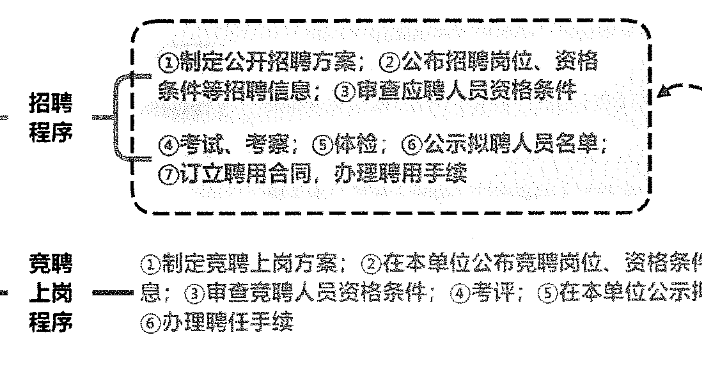 招聘
程序
①制定公开招聘方案；②公布招聘岗位、资格
条件等招聘信息；③审查应聘人员资格条件
④考试、考察；⑤体检；⑥公示拟聘人员名单；
⑦订立聘用合同，办理聘用手续
竞聘
上岗
程序
①制定竞聘上岗方案；②在本单位公布竞聘岗位、资格条件
息；③审查竞聘人员资格条件；④考评；⑤在本单位公示拟
⑥办理聘任手续